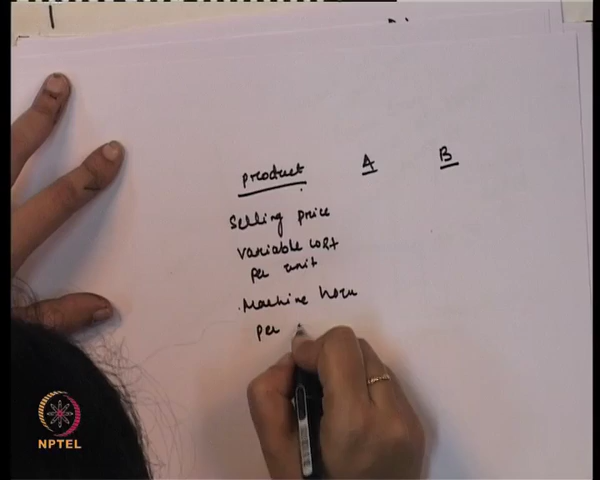 product A B
Selling price
variable cost
per unit
Machine hour
per
NPTEL